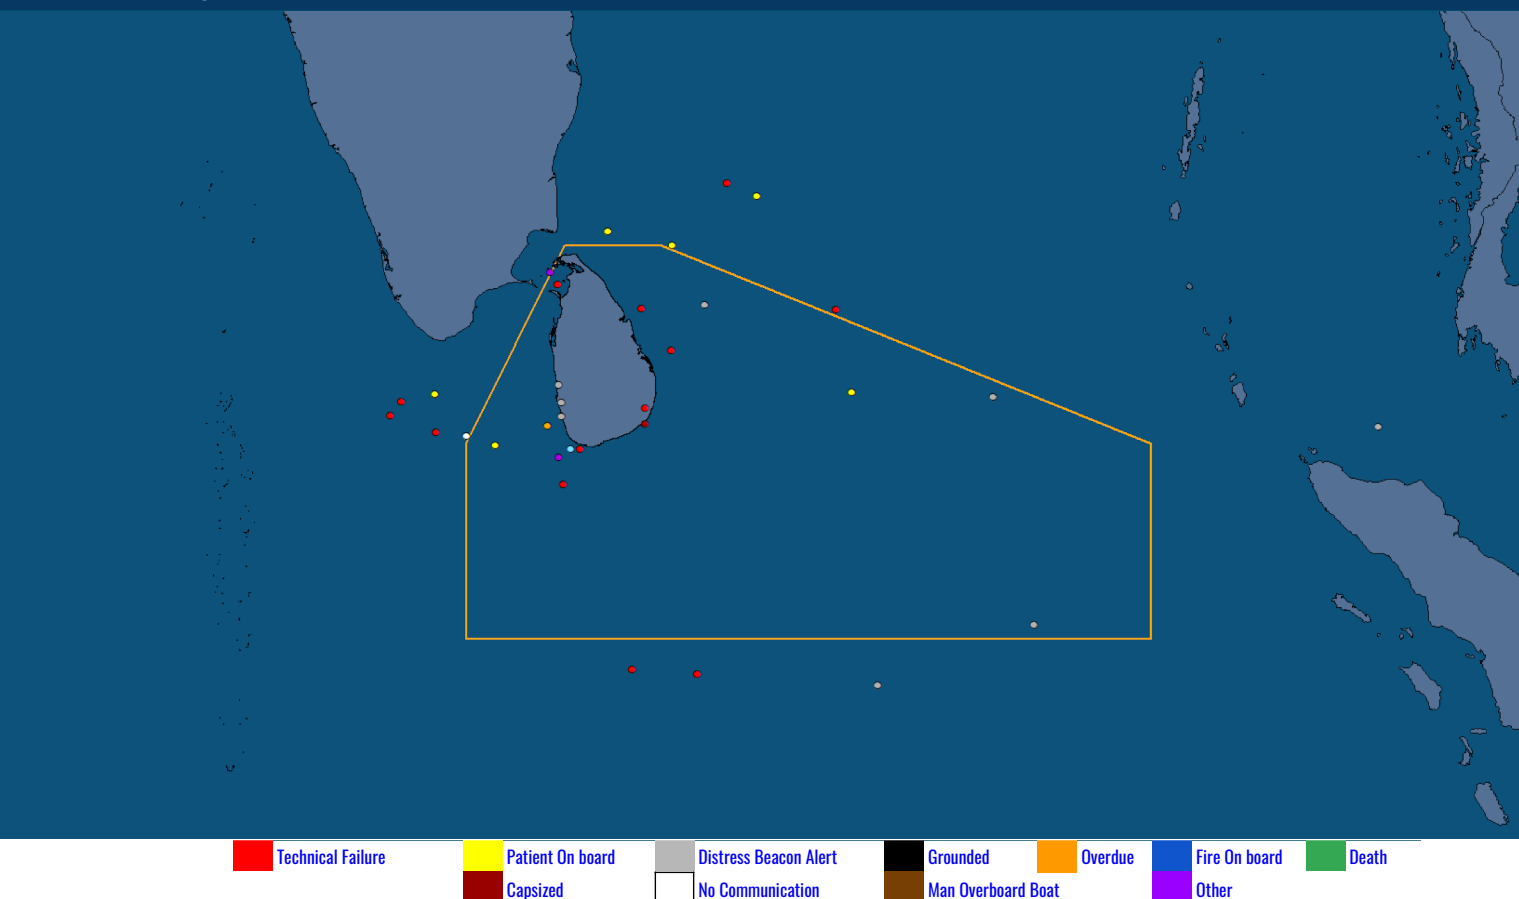 Technical Failure
Patient On board
Distress Beacon Alert
Grounded
Overdue
Fire On board
Death
Capsized
No Communication
Man Overboard Boat
Other